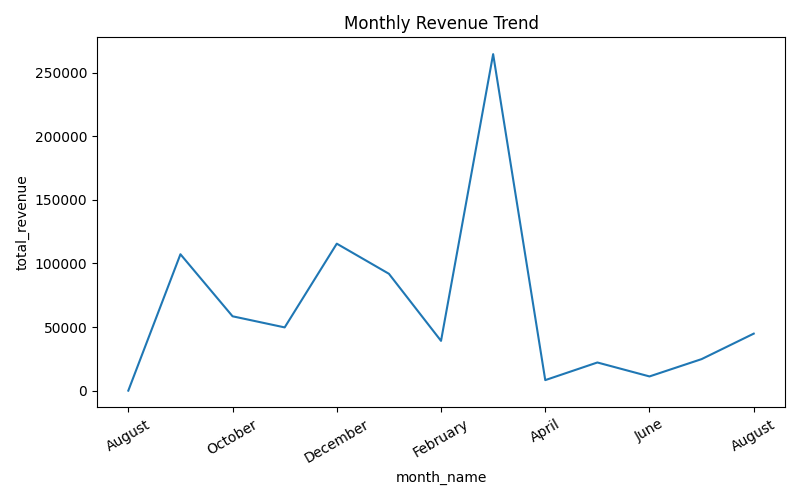 Monthly Revenue Trend
250000
200000
150000
100000
50000
0
total_revenue
August
October
December
February
April
June
August
month_name